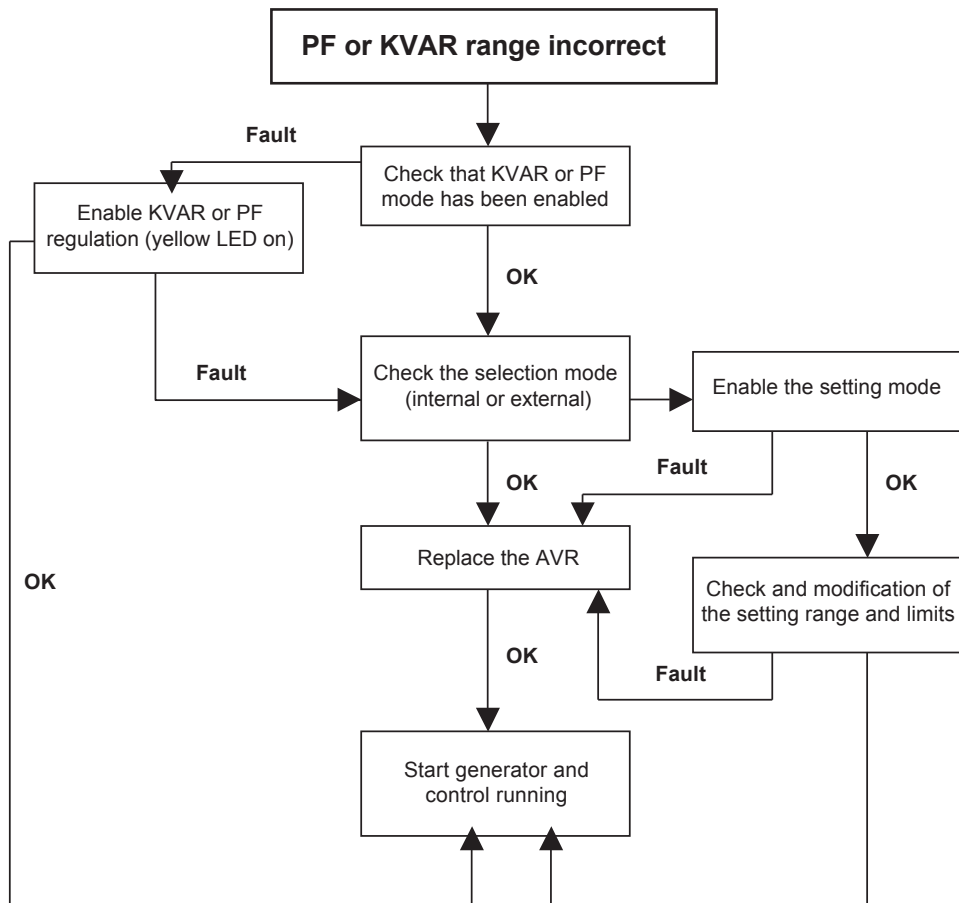 PF or KVAR range incorrect
Fault
Check that KVAR or PF
mode has been enabled
Enable KVAR or PF
regulation (yellow LED on)
OK
Fault
Check the selection mode
(internal or external)
Enable the setting mode
OK
Fault
OK
Replace the AVR
OK
Check and modification of
the setting range and limits
OK
Fault
Start generator and
control running